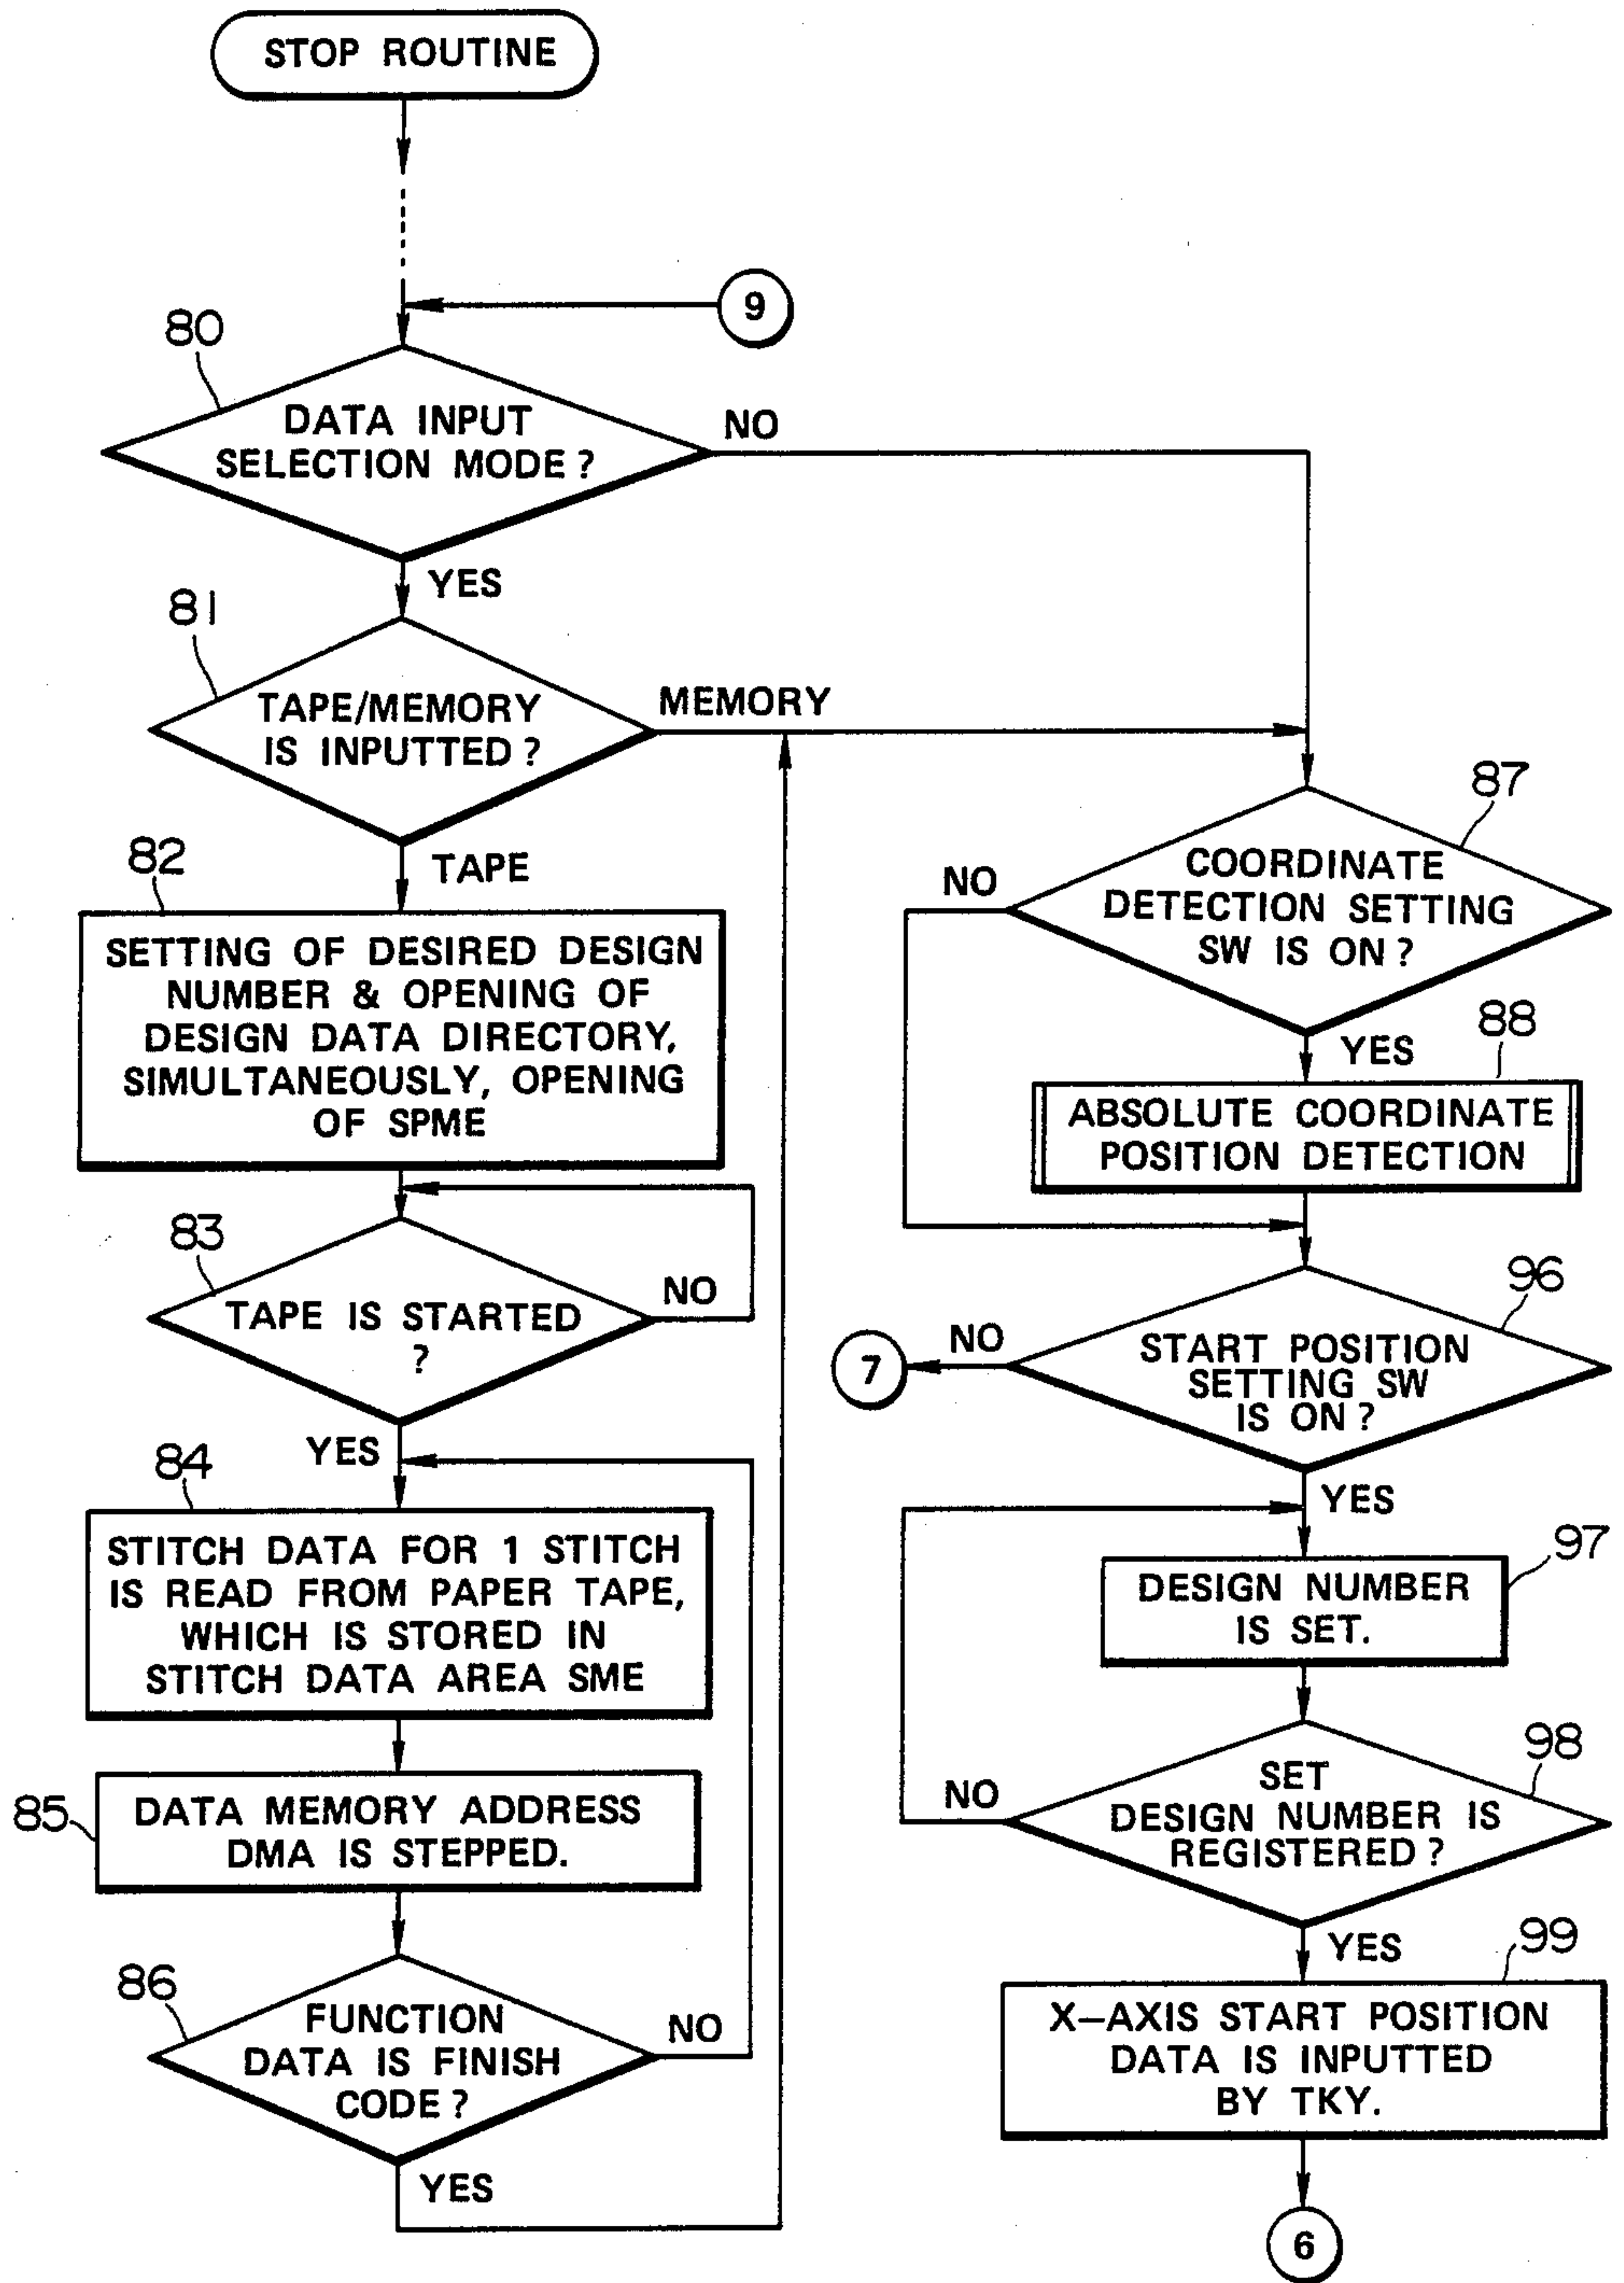 STOP ROUTINE
9
80
DATA INPUT
SELECTION MODE?
NO
YES
81
TAPE/MEMORY
IS INPUTTED?
MEMORY
TAPE
82
SETTING OF DESIRED DESIGN
NUMBER & OPENING OF
DESIGN DATA DIRECTORY,
SIMULTANEOUSLY, OPENING
OF SPME
83
TAPE IS STARTED
?
NO
YES
84
STITCH DATA FOR 1 STITCH
IS READ FROM PAPER TAPE,
WHICH IS STORED IN
STITCH DATA AREA SME
85
DATA MEMORY ADDRESS
DMA IS STEPPED.
86
FUNCTION
DATA IS FINISH
CODE?
NO
YES
87
COORDINATE
DETECTION SETTING
SW IS ON?
NO
YES
88
ABSOLUTE COORDINATE
POSITION DETECTION
96
START POSITION
SETTING SW
IS ON?
NO
7
YES
97
DESIGN NUMBER
IS SET.
98
SET
DESIGN NUMBER IS
REGISTERED?
NO
YES
99
X-AXIS START POSITION
DATA IS INPUTTED
BY TKY.
6